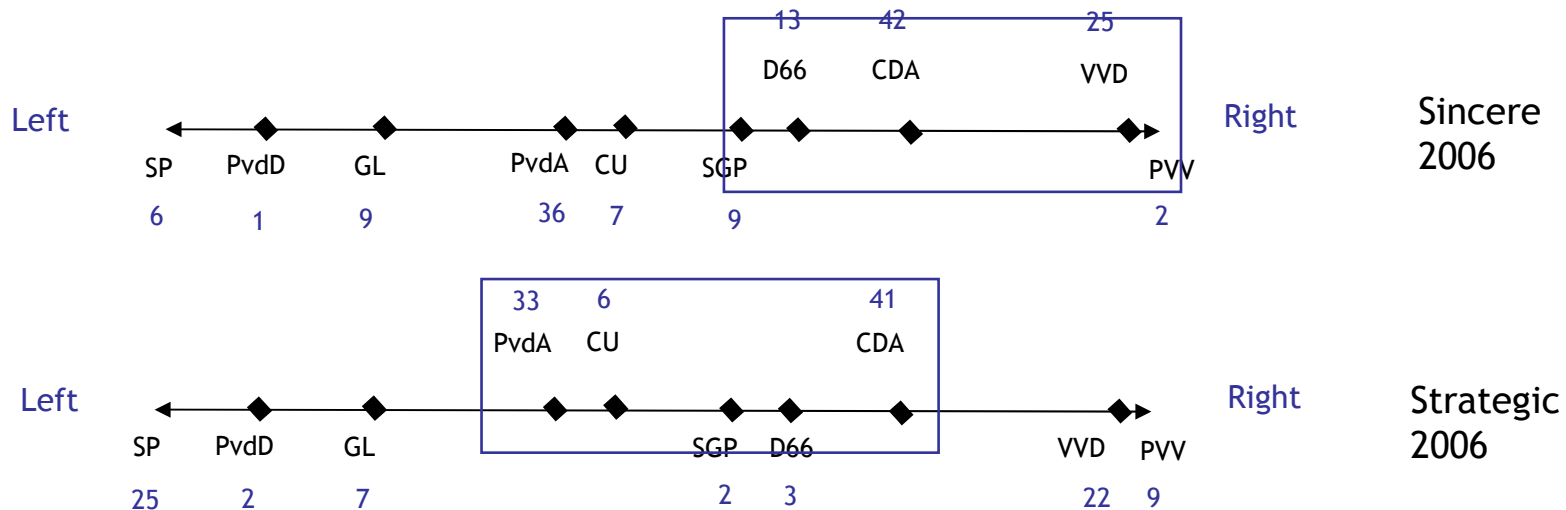 13 42 25
D66 CDA VVD
Left Right Sincere
2006
SP PvdD GL PvdA CU SGP PVV
6 1 9 36 7 9 2
33 6 41
PvdA CU CDA
Left Right Strategic
2006
SP PvdD GL SGP D66 VVD PVV
25 2 7 2 3 22 9